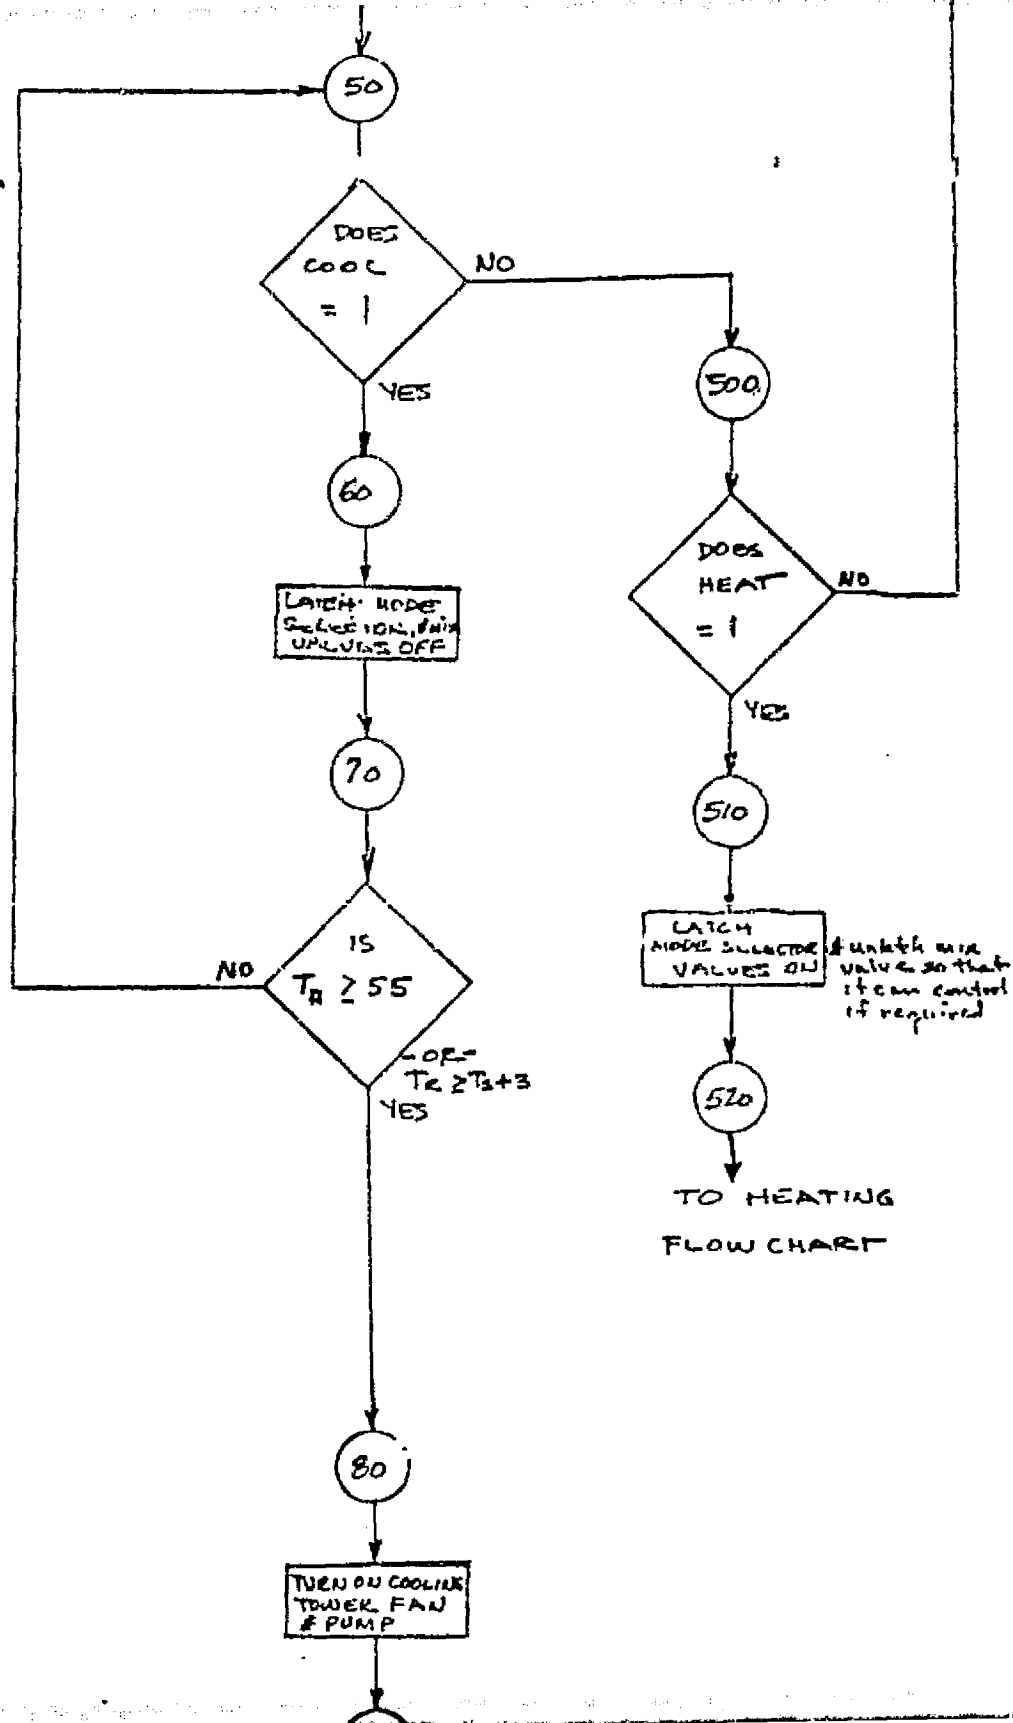 50
DOES
COOL
= 1
NO
YES
500
60
DOES
HEAT
= 1
NO
YES
LATCH MODE
SELECTION, & MIX
VALVES OFF
70
510
IS
TA ≥ 55
NO
-OR-
TR ≥ TS+3
YES
LATCH
MODE SELECTOR
VALVES ON
& unlatch mix
valve so that
it can control
if required
520
TO HEATING
FLOW CHART
80
TURN ON COOLING
TOWER FAN
& PUMP